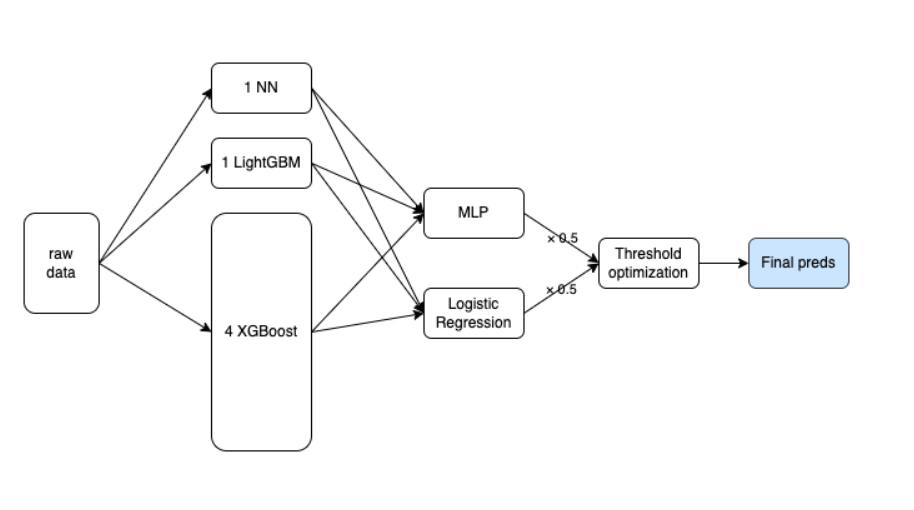 raw
data
1 NN
1 LightGBM
4 XGBoost
MLP
Logistic
Regression
× 0.5
× 0.5
Threshold
optimization
Final preds